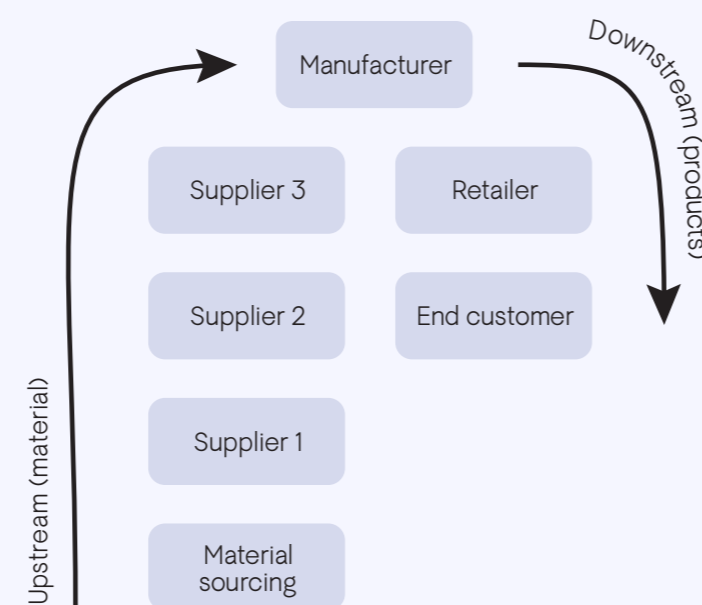 Manufacturer
Downstream (products)
Supplier 3
Retailer
Supplier 2
End customer
Supplier 1
Upstream (material)
Material
sourcing